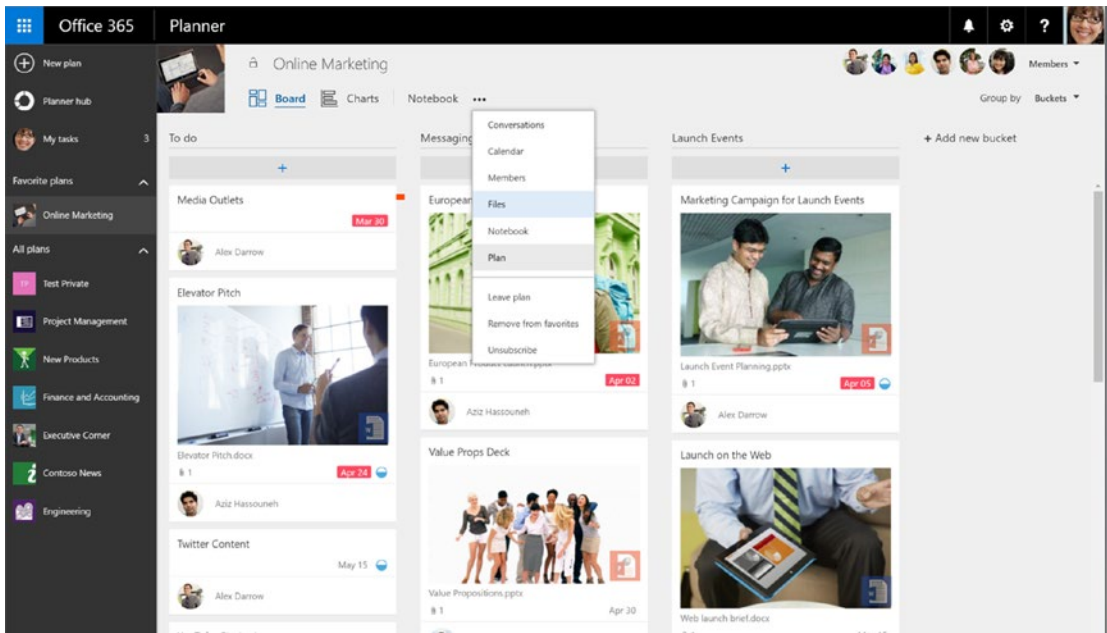 Office 365
Planner
New plan
Planner hub
My tasks 3
Favorite plans
Online Marketing
All plans
TP Test Private
Project Management
New Products
Finance and Accounting
Executive Corner
Contoso News
Engineering
Online Marketing
Members
Board
Charts
Notebook •••
Group by Buckets
Conversations
Calendar
Members
Files
Notebook
Plan
Leave plan
Remove from favorites
Unsubscribe
To do
+
Media Outlets
Mar 30
Alex Darrow
Elevator Pitch
Elevator Pitch.docx
1
Apr 24
Aziz Hassouneh
Twitter Content
May 15
Alex Darrow
Messaging
European
1
Apr 02
Aziz Hassouneh
Value Props Deck
Value Propositions.pptx
1
Apr 30
Launch Events
+
Marketing Campaign for Launch Events
Launch Event Planning.pptx
1
Apr 05
Alex Darrow
Launch on the Web
Web launch brief.docx
+ Add new bucket